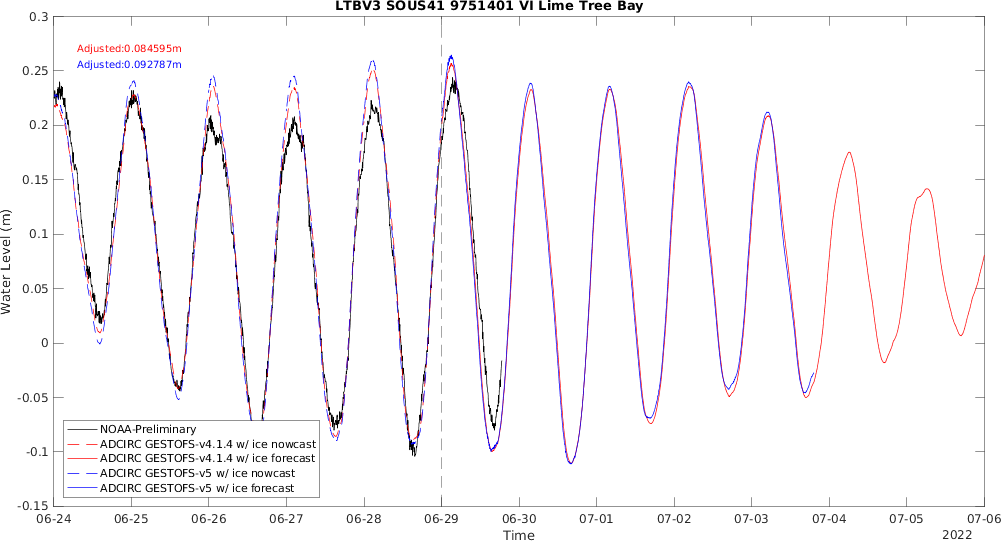 LTBV3 SOUS41 9751401 VI Lime Tree Bay
Adjusted:0.084595m
Adjusted:0.092787m
0.3
0.25
0.2
0.15
0.1
0.05
0
-0.05
-0.1
-0.15
Water Level (m)
NOAA-Preliminary
ADCIRC GESTOFS-v4.1.4 w/ ice nowcast
ADCIRC GESTOFS-v4.1.4 w/ ice forecast
ADCIRC GESTOFS-v5 w/ ice nowcast
ADCIRC GESTOFS-v5 w/ ice forecast
06-24 06-25 06-26 06-27 06-28 06-29 06-30 07-01 07-02 07-03 07-04 07-05 07-06
Time
2022